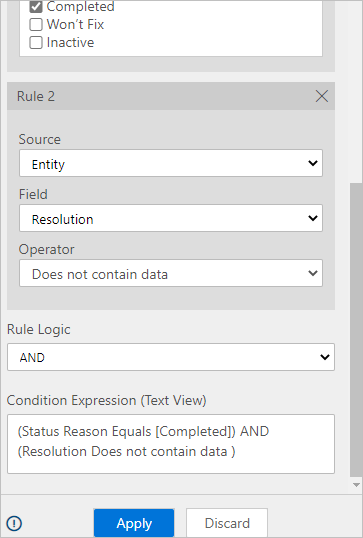 Completed
Won't Fix
Inactive
Rule 2
Source
Entity
Field
Resolution
Operator
Does not contain data
Rule Logic
AND
Condition Expression (Text View)
(Status Reason Equals [Completed]) AND
(Resolution Does not contain data )
Apply
Discard